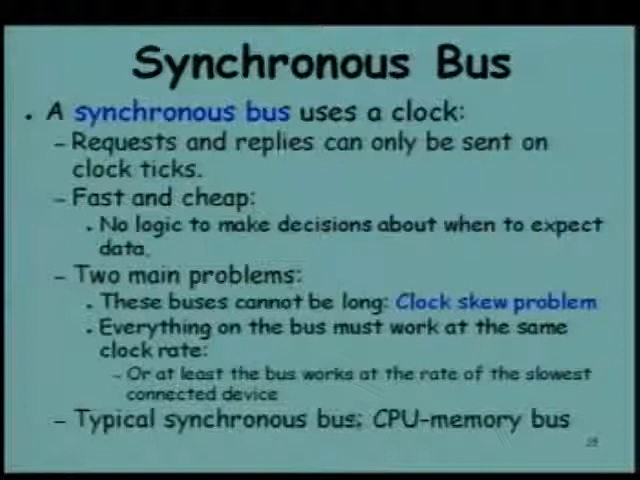 Synchronous Bus
• A synchronous bus uses a clock:
– Requests and replies can only be sent on
clock ticks.
– Fast and cheap:
• No logic to make decisions about when to expect
data.
– Two main problems:
• These buses cannot be long: Clock skew problem
• Everything on the bus must work at the same
clock rate:
– Or at least the bus works at the rate of the slowest
connected device
– Typical synchronous bus: CPU-memory bus